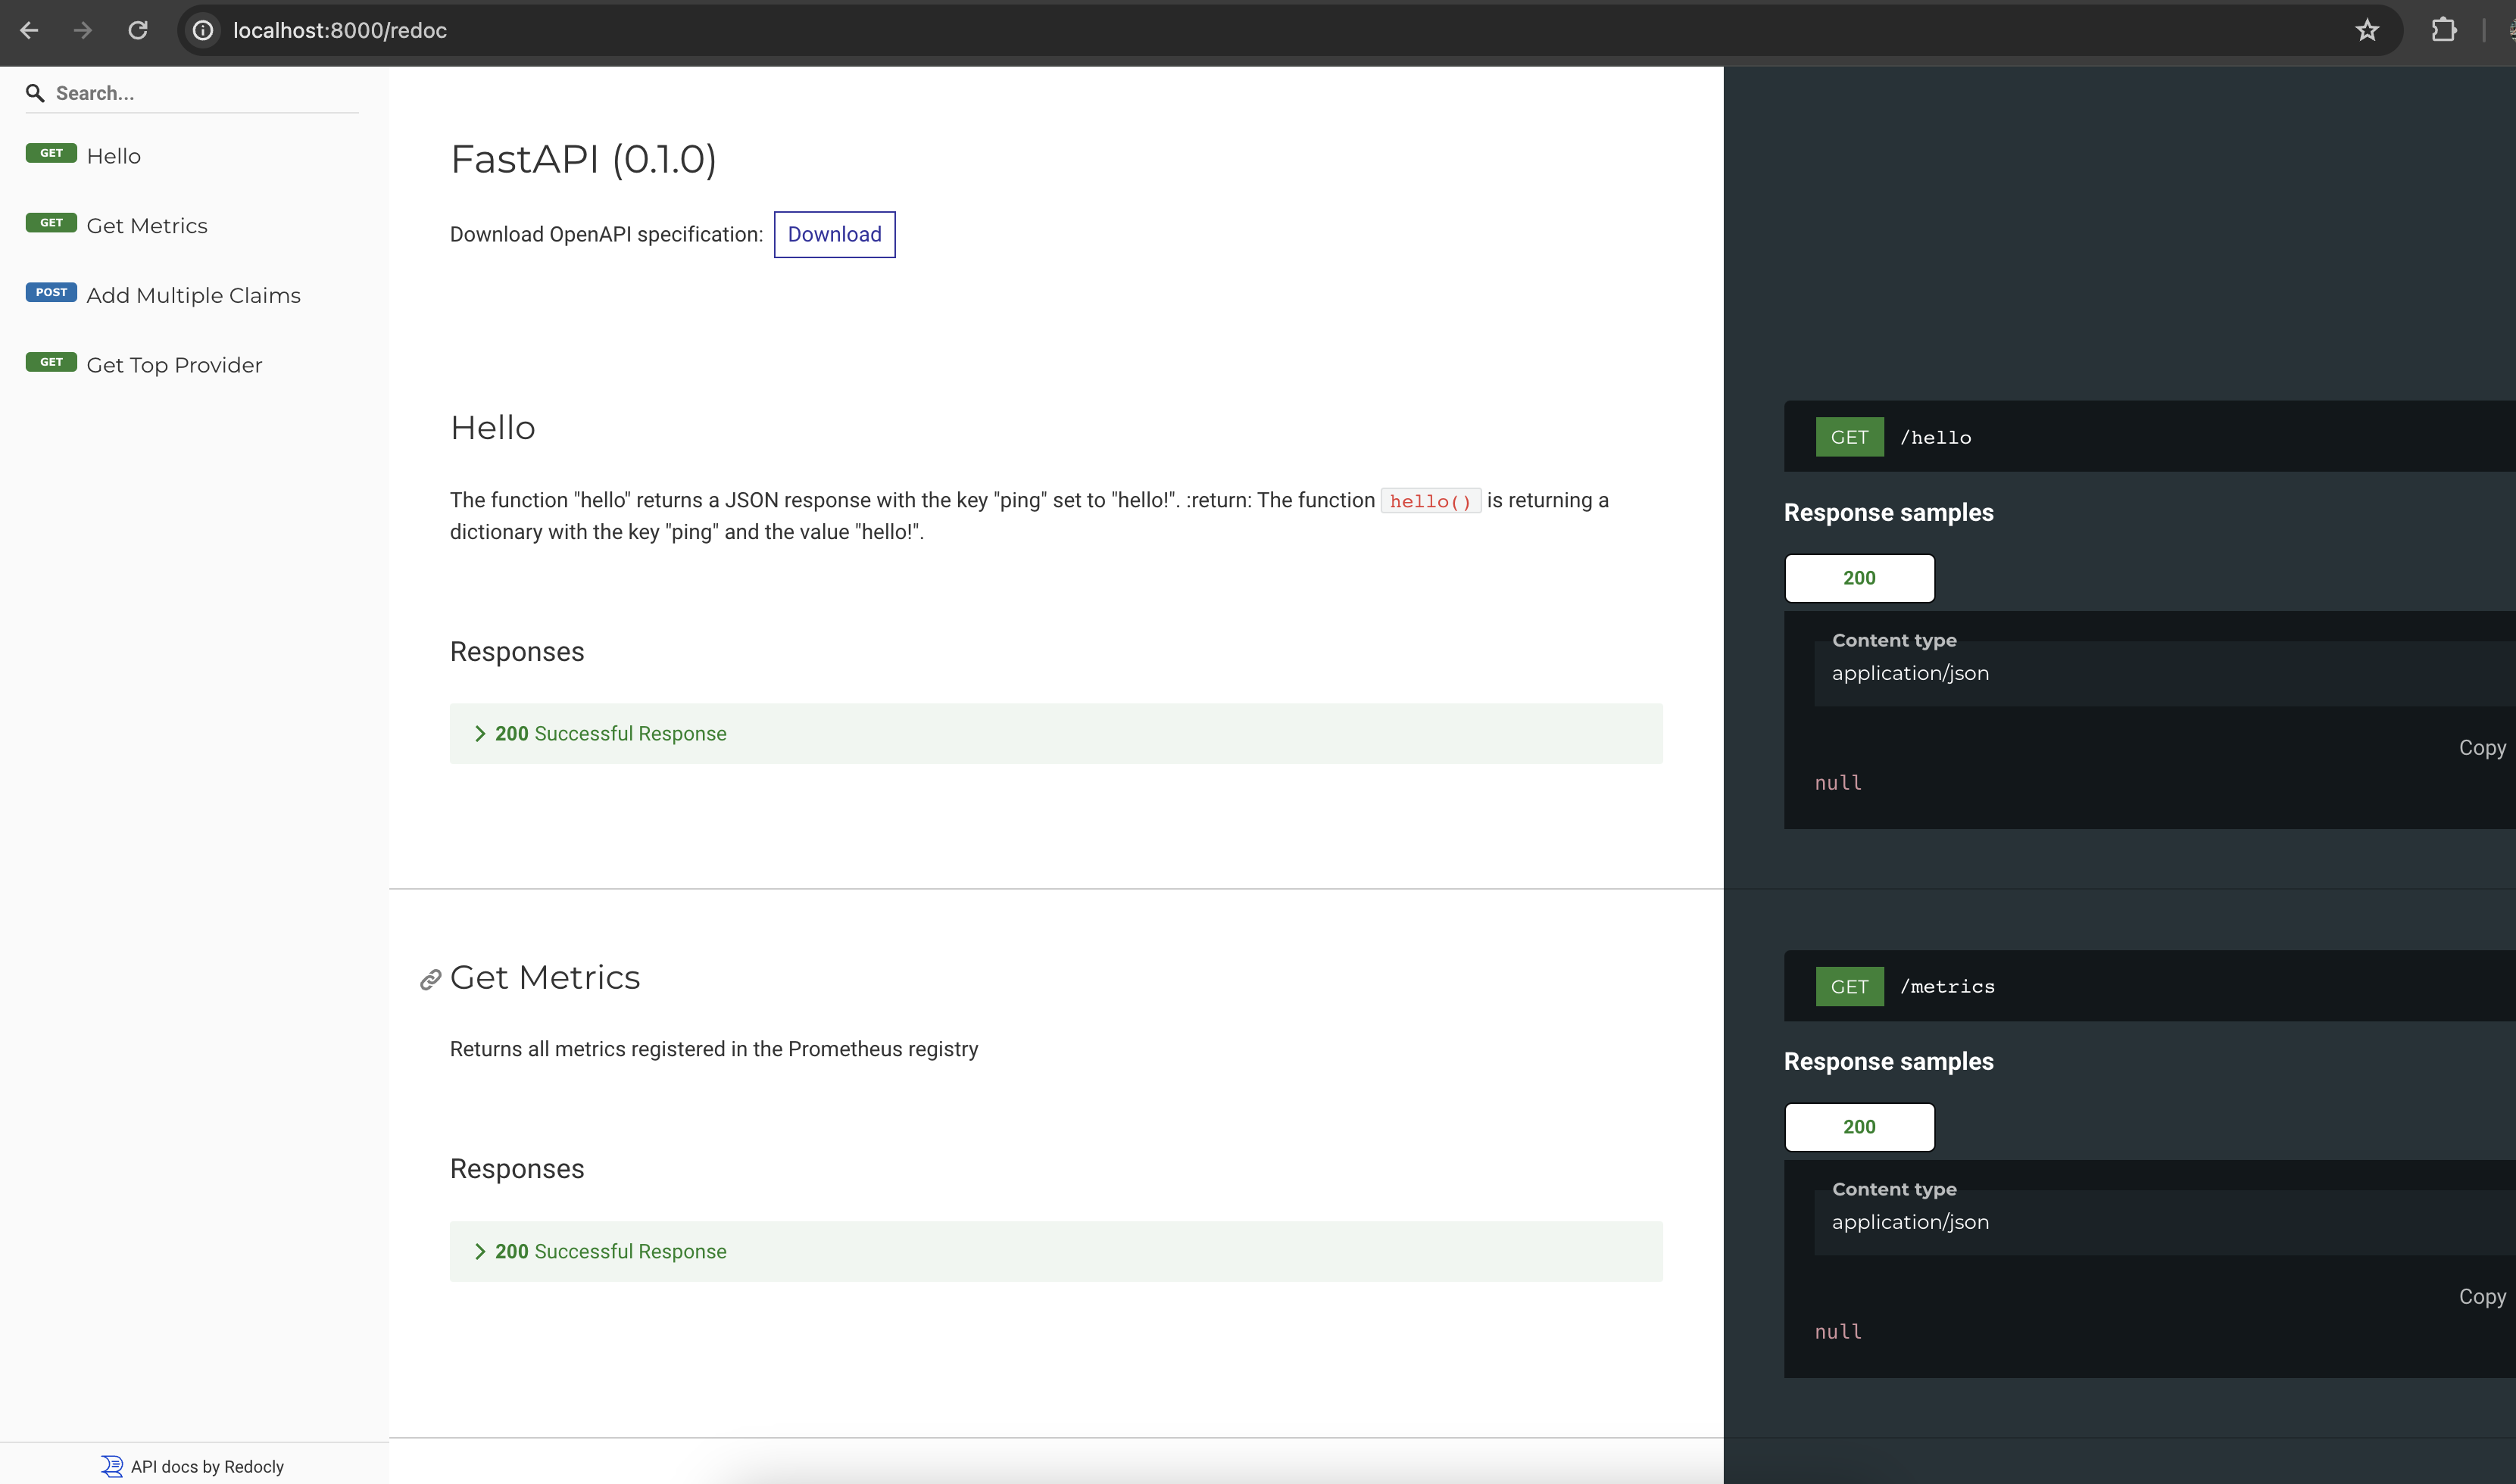 localhost:8000/redoc
Search...
GET Hello
GET Get Metrics
POST Add Multiple Claims
GET Get Top Provider
API docs by Redocly
FastAPI (0.1.0)
Download OpenAPI specification: Download
Hello
The function "hello" returns a JSON response with the key "ping" set to "hello!". :return: The function hello() is returning a
dictionary with the key "ping" and the value "hello!".
Responses
200 Successful Response
GET /hello
Response samples
200
Content type
application/json
Copy
null
Get Metrics
Returns all metrics registered in the Prometheus registry
Responses
200 Successful Response
GET /metrics
Response samples
200
Content type
application/json
Copy
null